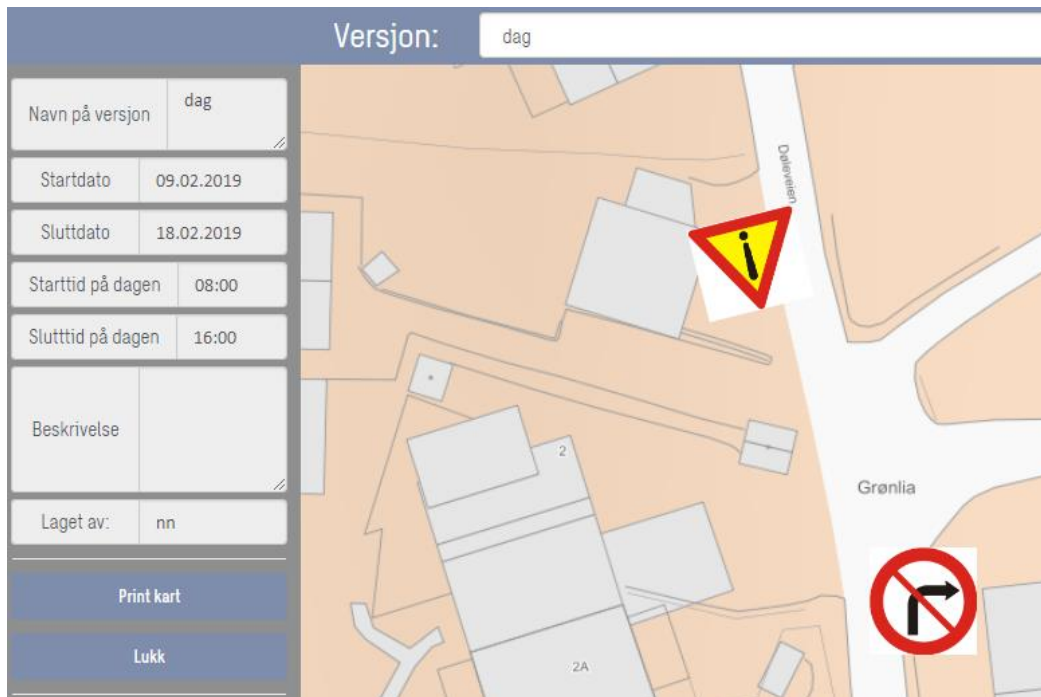 Versjon: dag
Navn på versjon dag
Startdato 09.02.2019
Sluttdato 18.02.2019
Starttid på dagen 08:00
Slutttid på dagen 16:00
Beskrivelse
Laget av: nn
Print kart
Lukk
Døleveien
2
Grønlia
2A